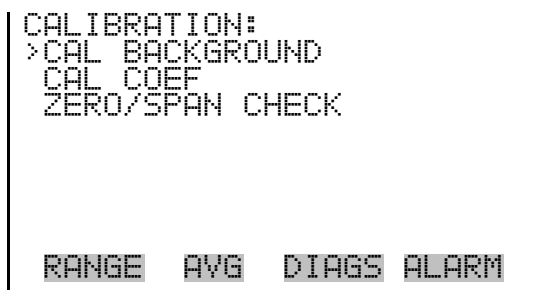 CALIBRATION:
>CAL BACKGROUND
CAL COEF
ZERO/SPAN CHECK
RANGE AVG DIAGS ALARM